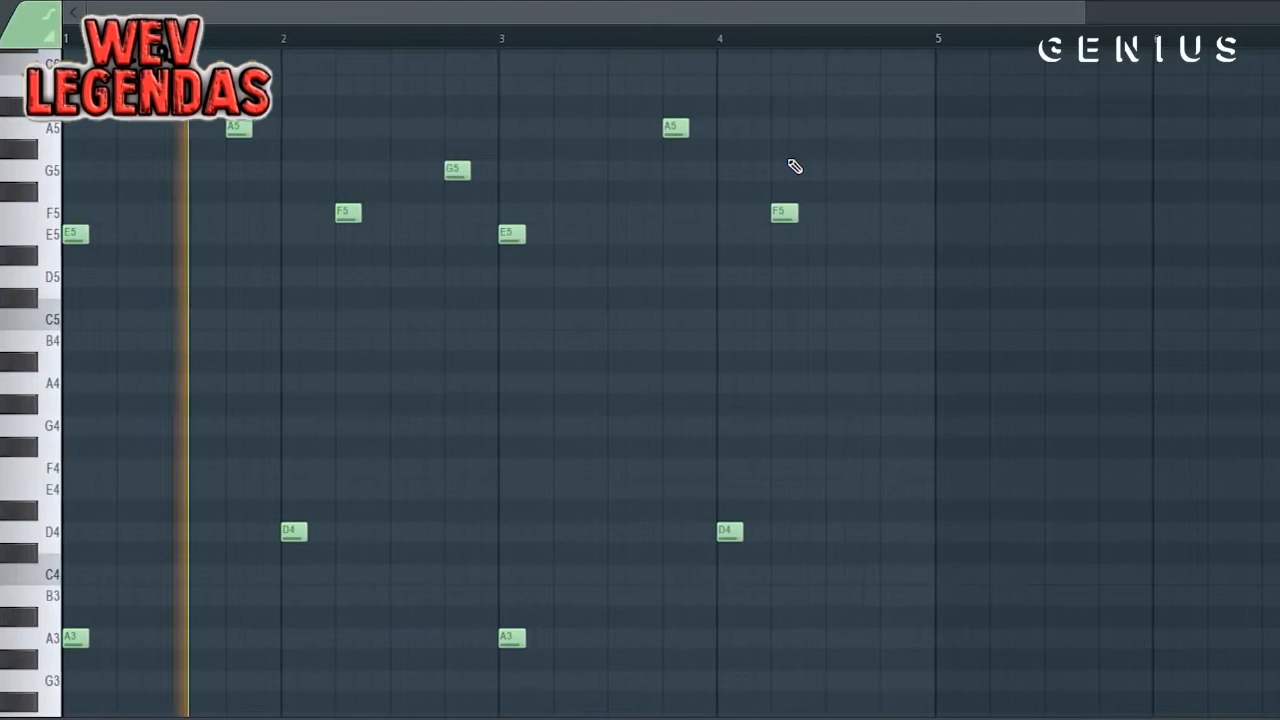 WEV
LEGENDAS
GENIUS
1 2 3 4 5
A5 A5 A5
G5 G5
F5 F5 F5
E5 E5 E5
D5
C5
B4
A4
G4
F4
E4
D4 D4 D4
C4
B3
A3 A3 A3
G3